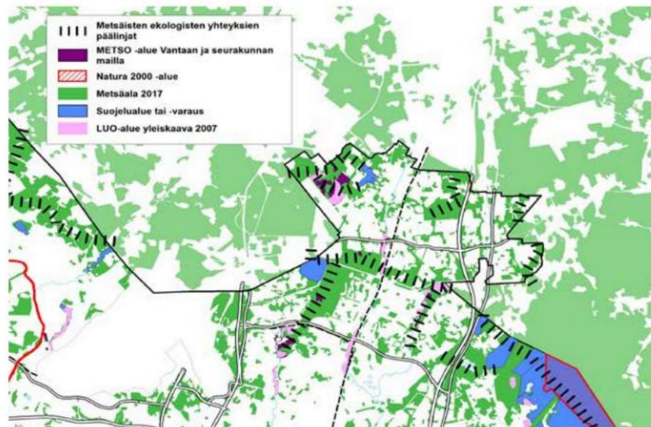 Metsäisten ekologisten yhteyksien
päälinjat
METSO -alue Vantaan ja seurakunnan
mailla
Natura 2000 -alue
Metsäala 2017
Suojelualue tai -varaus
LUO-alue yleiskaava 2007